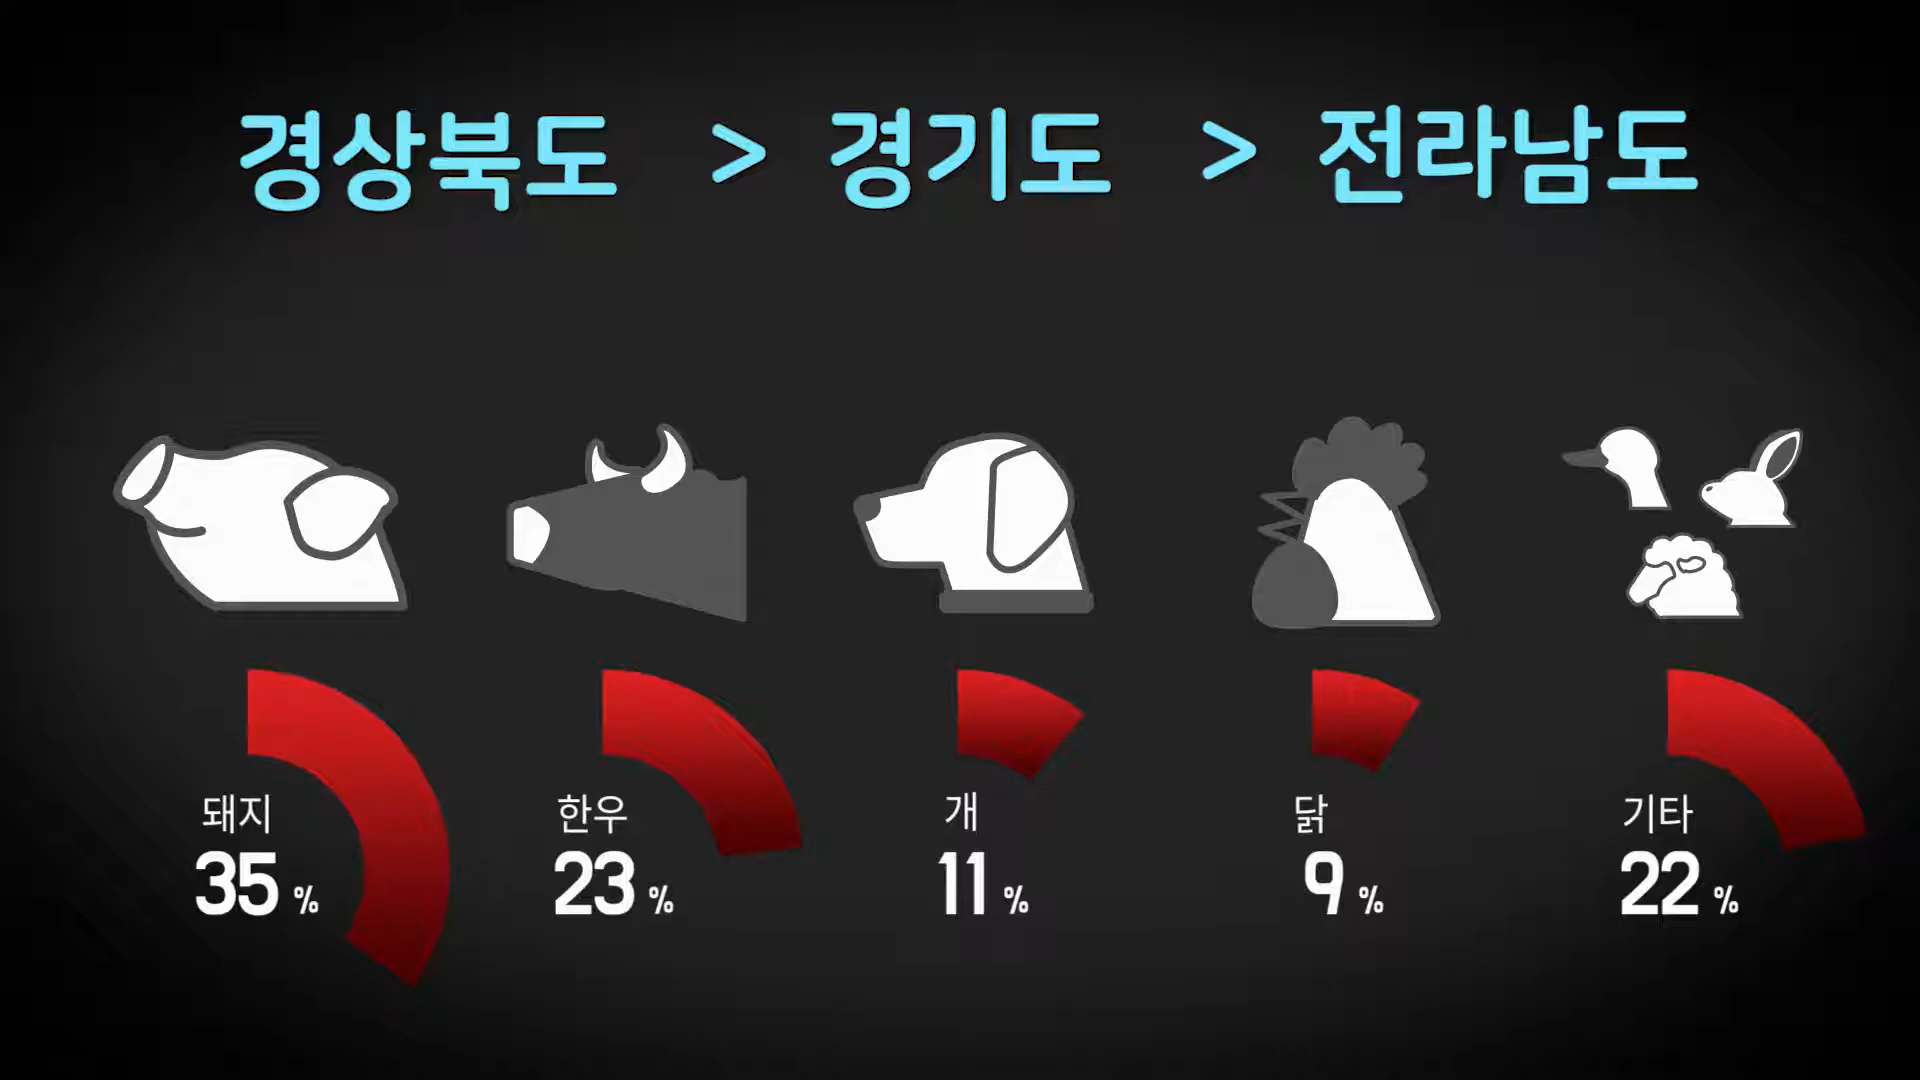 경상북도 > 경기도 > 전라남도
돼지 한우 개 닭 기타
35 % 23 % 11 % 9 % 22 %